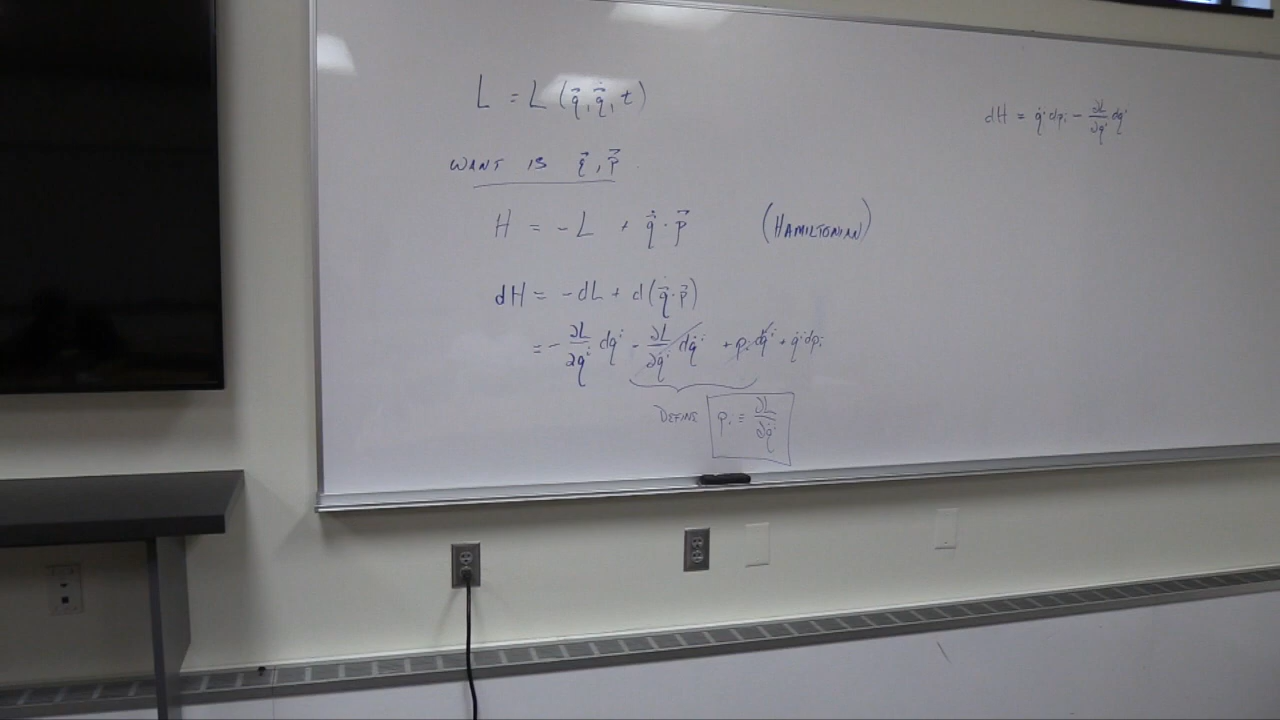 L = L (q⃗, q̇⃗, t)
WANT IS q⃗, p⃗.
H = -L + q̇⃗ · p⃗ (HAMILTONIAN)
dH = -dL + d(q̇⃗ · p⃗)
= - ∂L/∂qⁱ dqⁱ - ∂L/∂q̇ⁱ dq̇ⁱ + pᵢ dq̇ⁱ + q̇ⁱ dpᵢ
DEFINE pᵢ ≡ ∂L/∂q̇ⁱ
dH = q̇ⁱ dpᵢ - ∂L/∂qⁱ dqⁱ